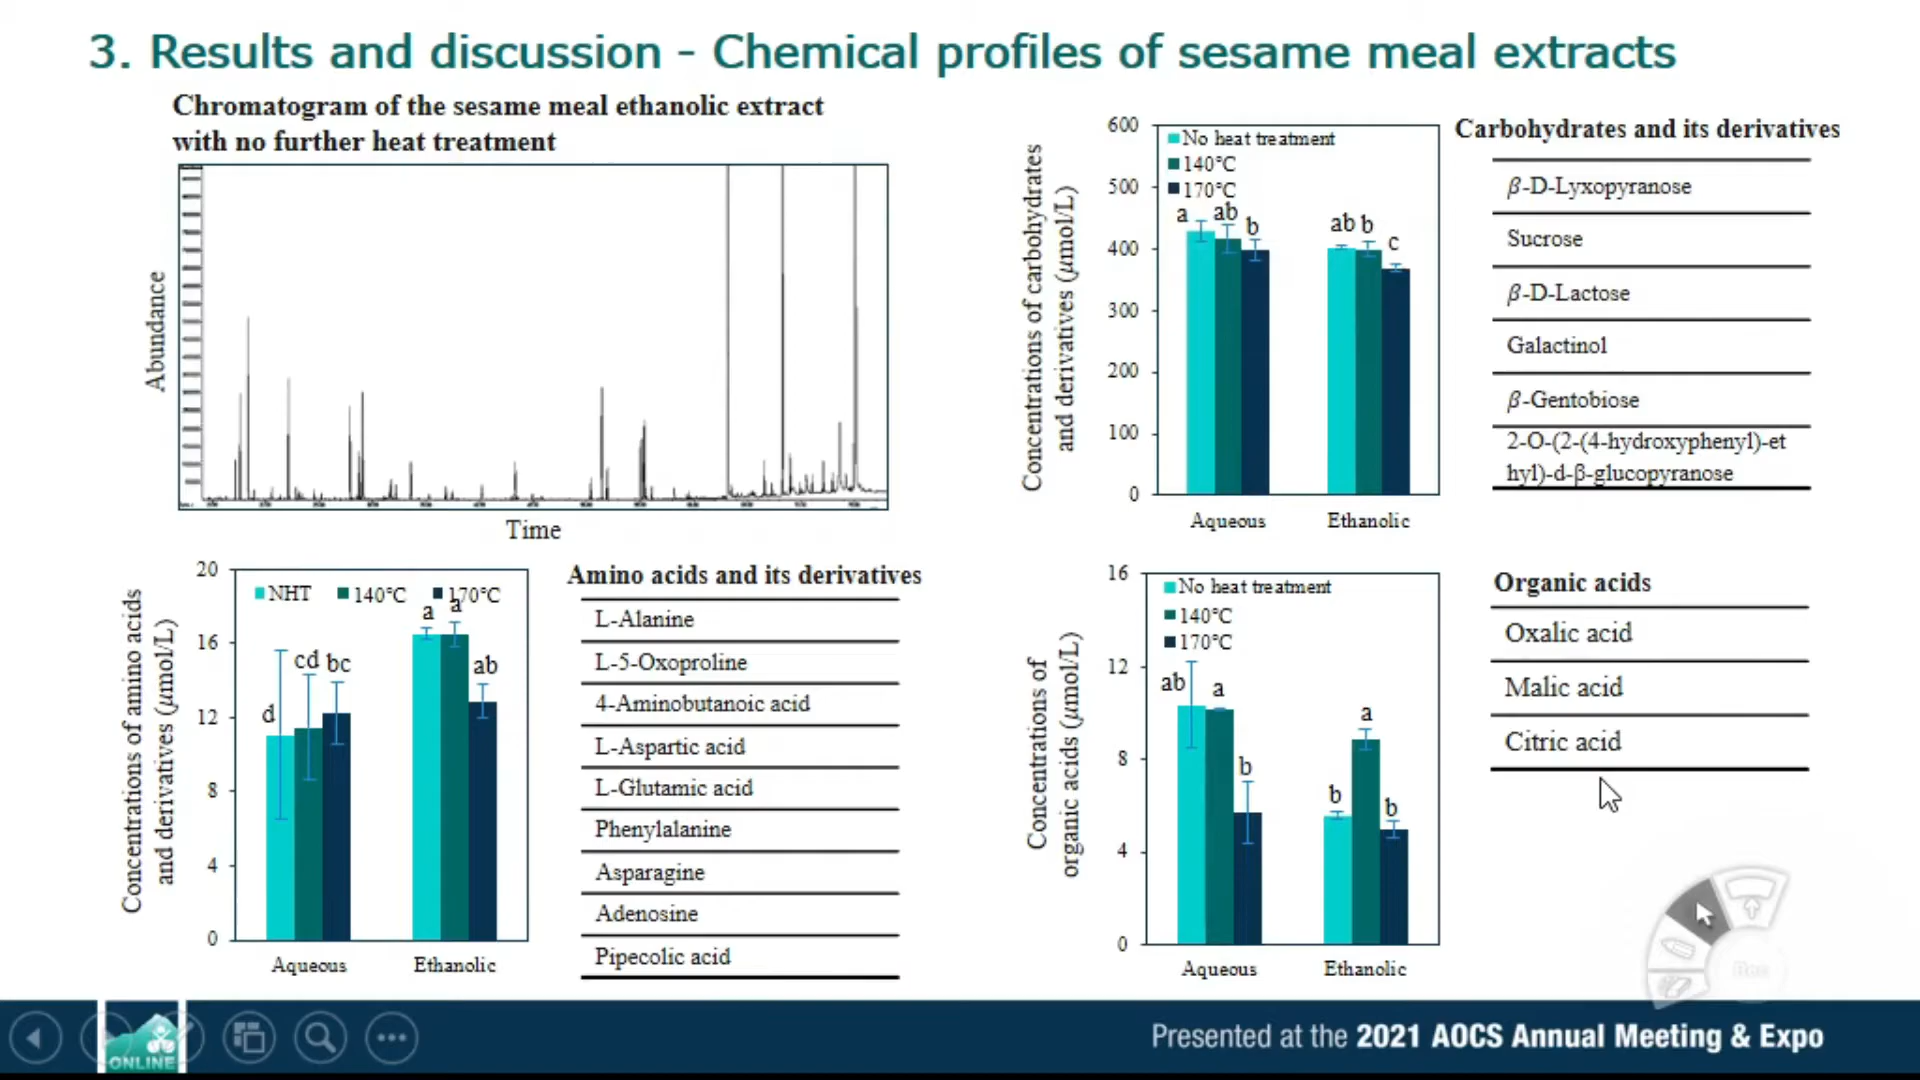 3. Results and discussion - Chemical profiles of sesame meal extracts
Chromatogram of the sesame meal ethanolic extract
with no further heat treatment
Abundance
Time
Concentrations of carbohydrates
and derivatives (μmol/L)
600
500
400
300
200
100
0
No heat treatment
140°C
170°C
a ab b
ab b c
Aqueous Ethanolic
Carbohydrates and its derivatives
β-D-Lyxopyranose
Sucrose
β-D-Lactose
Galactinol
β-Gentobiose
2-O-(2-(4-hydroxyphenyl)-et
hyl)-d-β-glucopyranose
Concentrations of amino acids
and derivatives (μmol/L)
20
16
12
8
4
0
NHT 140°C 170°C
d cd bc
a a ab
Aqueous Ethanolic
Amino acids and its derivatives
L-Alanine
L-5-Oxoproline
4-Aminobutanoic acid
L-Aspartic acid
L-Glutamic acid
Phenylalanine
Asparagine
Adenosine
Pipecolic acid
Concentrations of
organic acids (μmol/L)
16
12
8
4
0
No heat treatment
140°C
170°C
ab a b
b a b
Aqueous Ethanolic
Organic acids
Oxalic acid
Malic acid
Citric acid
ONLINE
Presented at the 2021 AOCS Annual Meeting & Expo